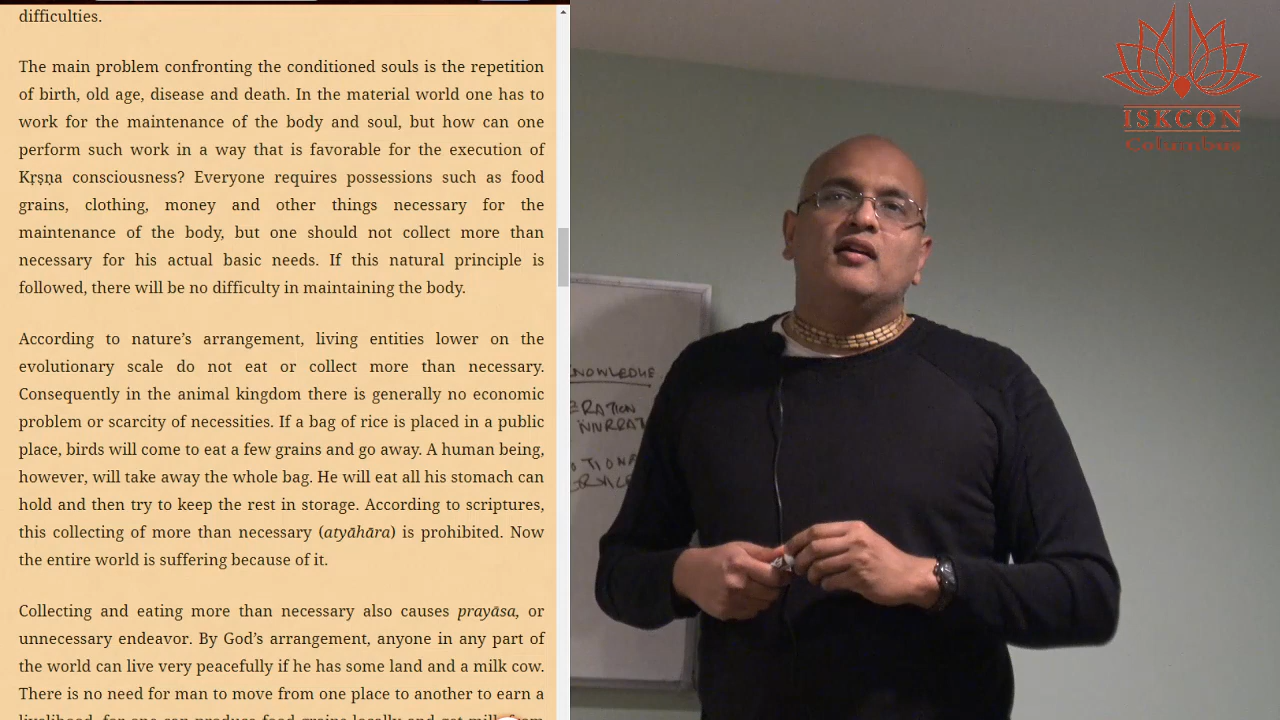 difficulties.
The main problem confronting the conditioned souls is the repetition
of birth, old age, disease and death. In the material world one has to
work for the maintenance of the body and soul, but how can one
perform such work in a way that is favorable for the execution of
Kṛṣṇa consciousness? Everyone requires possessions such as food
grains, clothing, money and other things necessary for the
maintenance of the body, but one should not collect more than
necessary for his actual basic needs. If this natural principle is
followed, there will be no difficulty in maintaining the body.
According to nature’s arrangement, living entities lower on the
evolutionary scale do not eat or collect more than necessary.
Consequently in the animal kingdom there is generally no economic
problem or scarcity of necessities. If a bag of rice is placed in a public
place, birds will come to eat a few grains and go away. A human being,
however, will take away the whole bag. He will eat all his stomach can
hold and then try to keep the rest in storage. According to scriptures,
this collecting of more than necessary (atyāhāra) is prohibited. Now
the entire world is suffering because of it.
Collecting and eating more than necessary also causes prayāsa, or
unnecessary endeavor. By God’s arrangement, anyone in any part of
the world can live very peacefully if he has some land and a milk cow.
There is no need for man to move from one place to another to earn a
ISKCON
Columbus
NOWLEDGE
ERATION